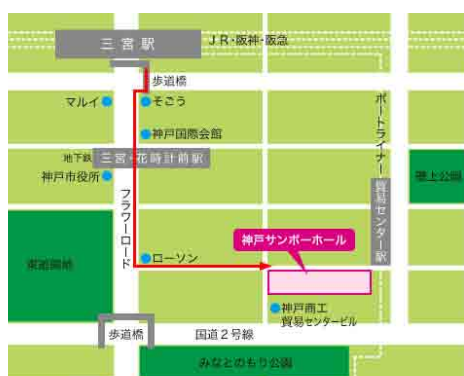 三宮駅
JR・阪神・阪急
歩道橋
マルイ
そごう
神戸国際会館
地下鉄 三宮・花時計前駅
神戸市役所
フラワーロード
ポートライナー
貿易センター駅
磯上公園
神戸サンボーホール
東遊園地
ローソン
神戸商工
貿易センタービル
歩道橋
国道2号線
みなとのもり公園